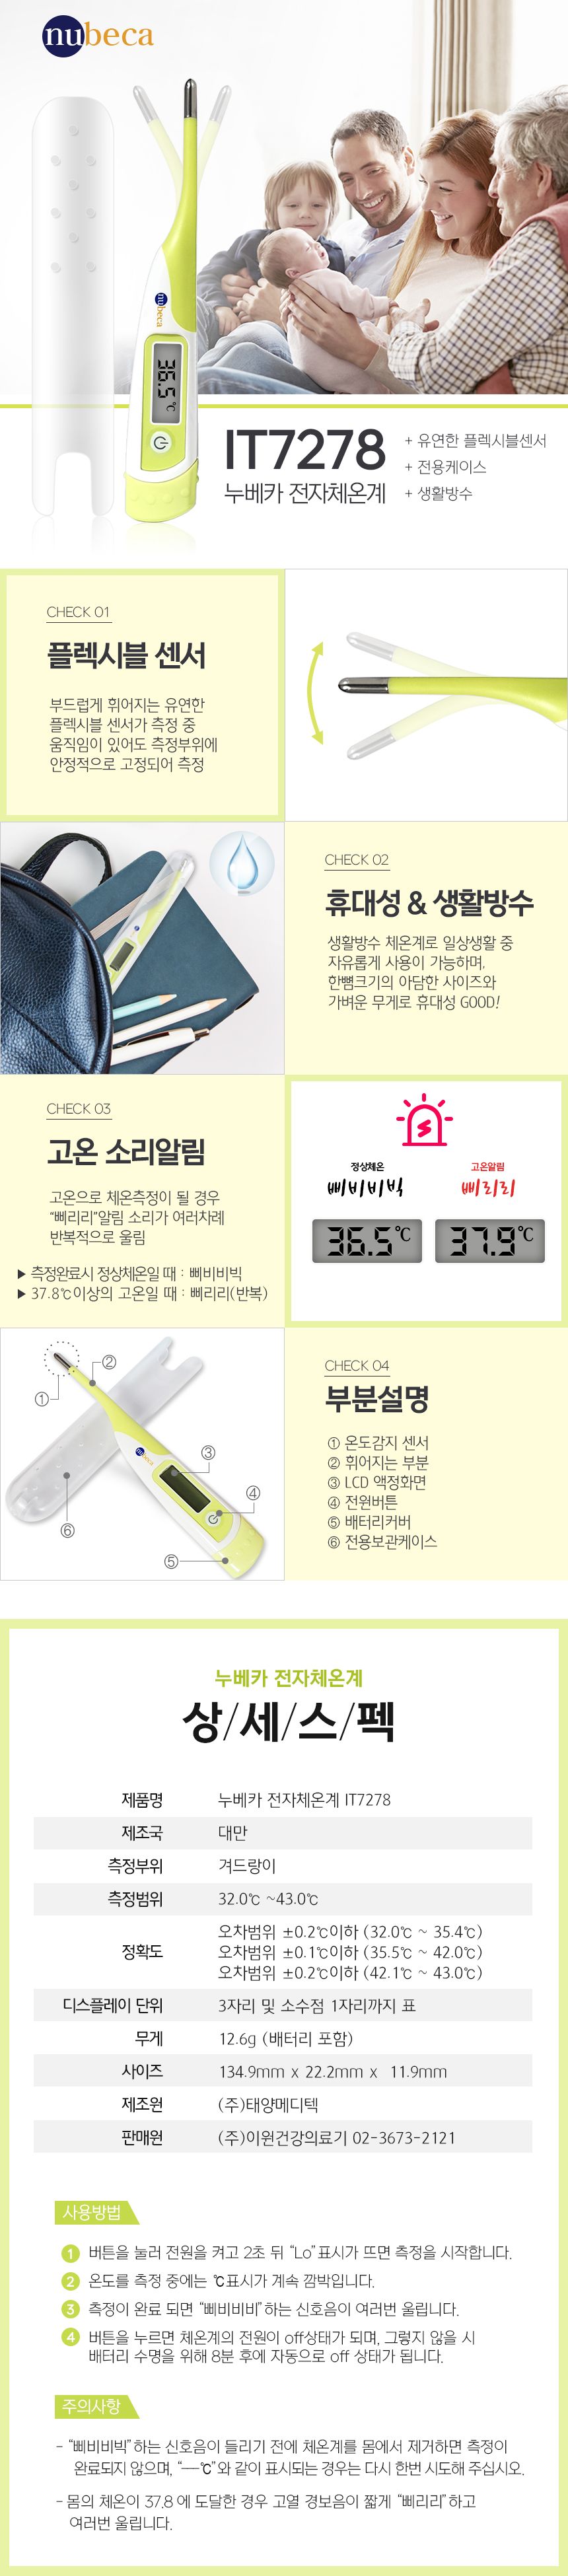 nubeca
nubeca
36.5℃
IT7278
누베카 전자체온계
+ 유연한 플렉시블센서
+ 전용케이스
+ 생활방수
CHECK 01
플렉시블 센서
부드럽게 휘어지는 유연한
플렉시블 센서가 측정 중
움직임이 있어도 측정부위에
안정적으로 고정되어 측정
CHECK 02
휴대성 & 생활방수
생활방수 체온계로 일상생활 중
자유롭게 사용이 가능하며,
한뼘크기의 아담한 사이즈와
가벼운 무게로 휴대성 GOOD!
CHECK 03
고온 소리알림
고온으로 체온측정이 될 경우
“삐리리”알림 소리가 여러차례
반복적으로 울림
▶ 측정완료시 정상체온일 때 : 삐비비빅
▶ 37.8℃이상의 고온일 때 : 삐리리(반복)
정상체온
삐비비빅
36.5℃
고온알림
삐리리
37.9℃
① ② ③ ④ ⑤ ⑥
nubeca
CHECK 04
부분설명
① 온도감지 센서
② 휘어지는 부분
③ LCD 액정화면
④ 전원버튼
⑤ 배터리커버
⑥ 전용보관케이스
누베카 전자체온계
상/세/스/펙
제품명 누베카 전자체온계 IT7278
제조국 대만
측정부위 겨드랑이
측정범위 32.0℃ ~43.0℃
정확도 오차범위 ±0.2℃이하 (32.0℃ ~ 35.4℃)
오차범위 ±0.1℃이하 (35.5℃ ~ 42.0℃)
오차범위 ±0.2℃이하 (42.1℃ ~ 43.0℃)
디스플레이 단위 3자리 및 소수점 1자리까지 표
무게 12.6g (배터리 포함)
사이즈 134.9mm x 22.2mm x 11.9mm
제조원 (주)태양메디텍
판매원 (주)이원건강의료기 02-3673-2121
사용방법
1 버튼을 눌러 전원을 켜고 2초 뒤 “Lo”표시가 뜨면 측정을 시작합니다.
2 온도를 측정 중에는 ℃표시가 계속 깜박입니다.
3 측정이 완료 되면 “삐비비비”하는 신호음이 여러번 울립니다.
4 버튼을 누르면 체온계의 전원이 off상태가 되며, 그렇지 않을 시
배터리 수명을 위해 8분 후에 자동으로 off 상태가 됩니다.
주의사항
- “삐비비빅”하는 신호음이 들리기 전에 체온계를 몸에서 제거하면 측정이
완료되지 않으며, “---℃”와 같이 표시되는 경우는 다시 한번 시도해 주십시오.
- 몸의 체온이 37.8 에 도달한 경우 고열 경보음이 짧게 “삐리리”하고
여러번 울립니다.